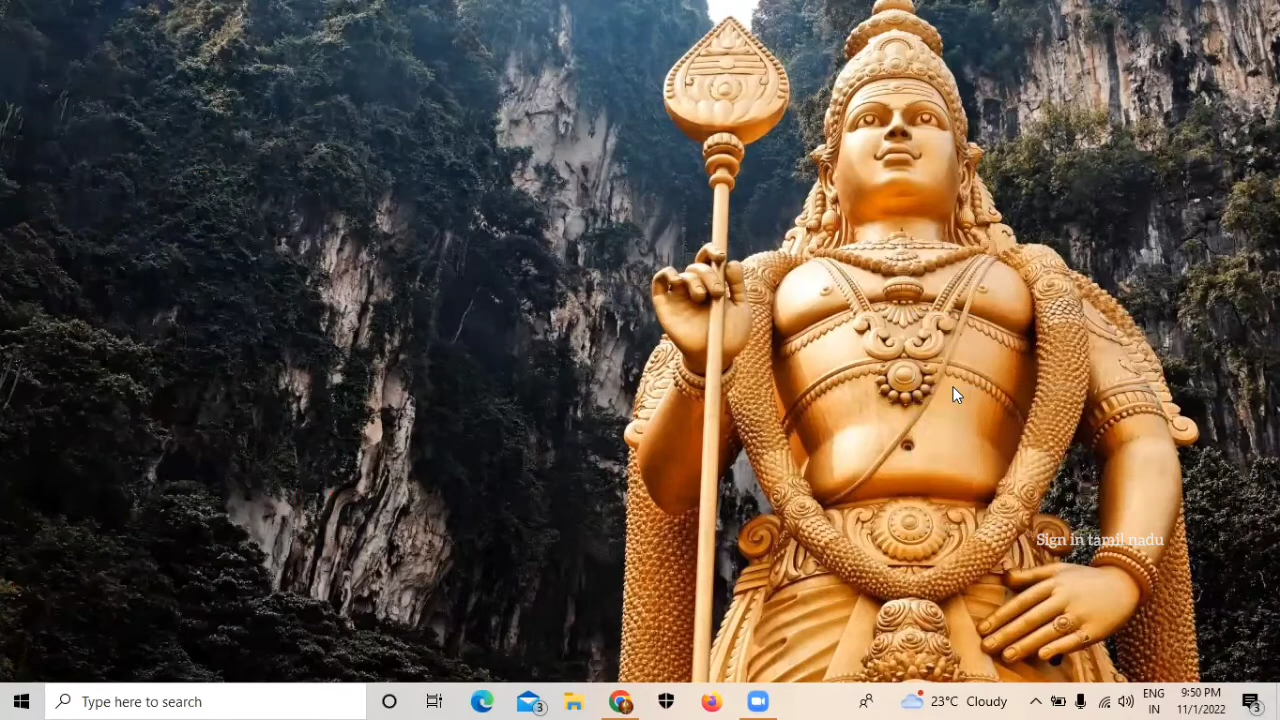 Sign in tamil nadu
Type here to search
3
23°C Cloudy
ENG
IN
9:50 PM
11/1/2022
3